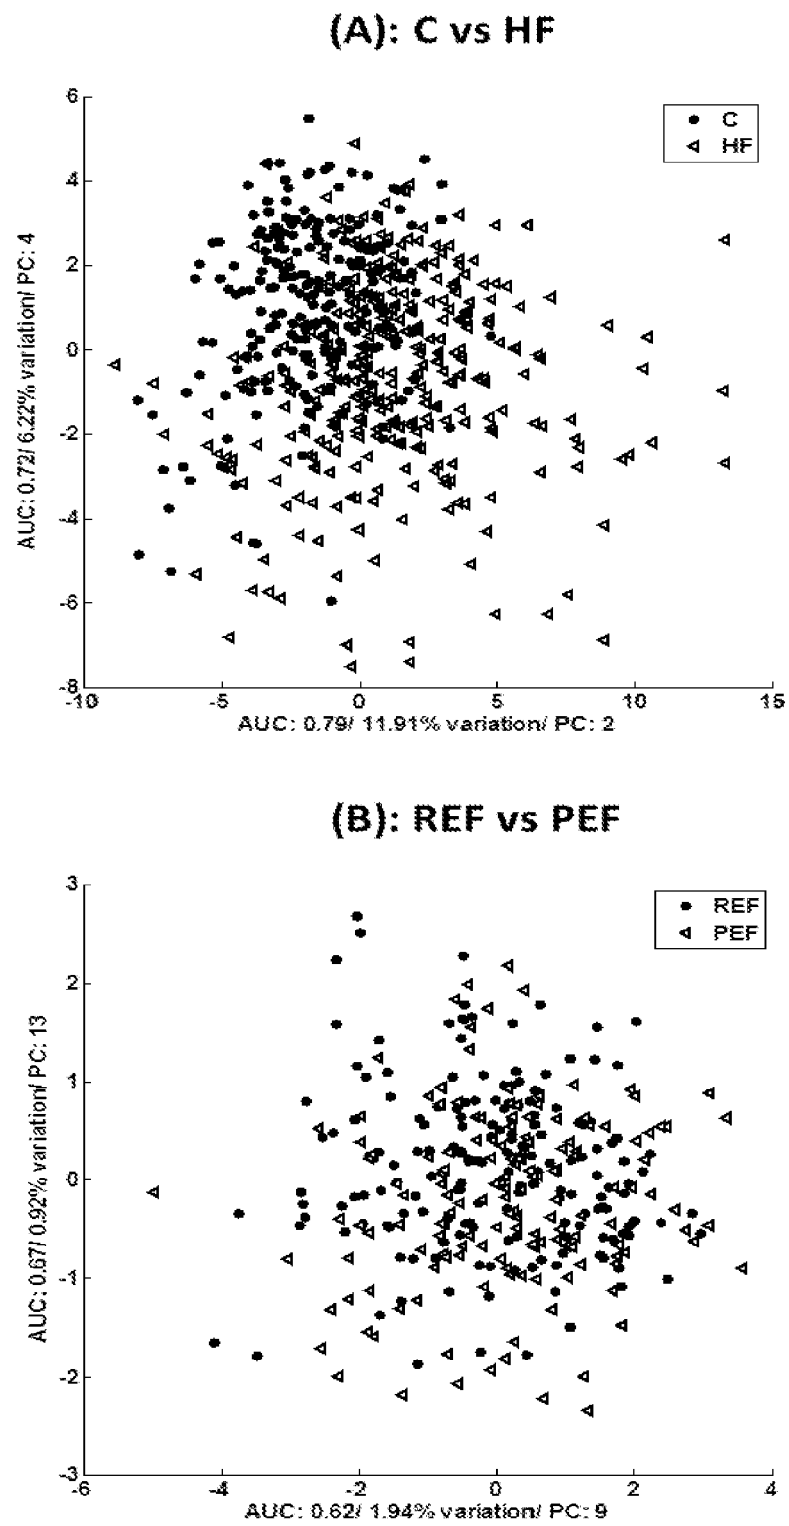 (A): C vs HF
6
4
2
0
-2
-4
-6
-8
AUC: 0.72/ 6.22% variation/ PC: 4
C
HF
-10
-5
0
5
10
15
AUC: 0.79/ 11.91% variation/ PC: 2
(B): REF vs PEF
3
2
1
0
-1
-2
-3
AUC: 0.67/ 0.92% variation/ PC: 13
REF
PEF
-6
-4
-2
0
2
4
AUC: 0.62/ 1.94% variation/ PC: 9